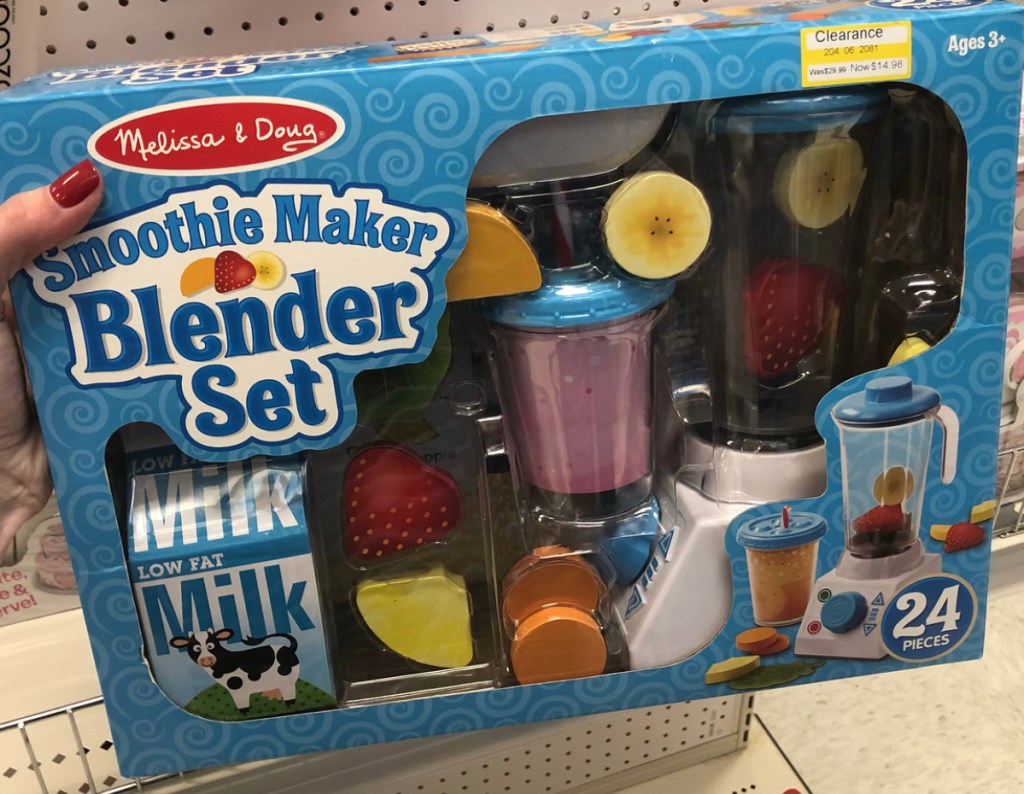 Clearance
204 06 2081
Was$29.99 Now $14.98
Ages 3+
Set
Melissa & Doug
Smoothie Maker
Blender
Set
LOW
Milk
LOW FAT
Milk
24
PIECES